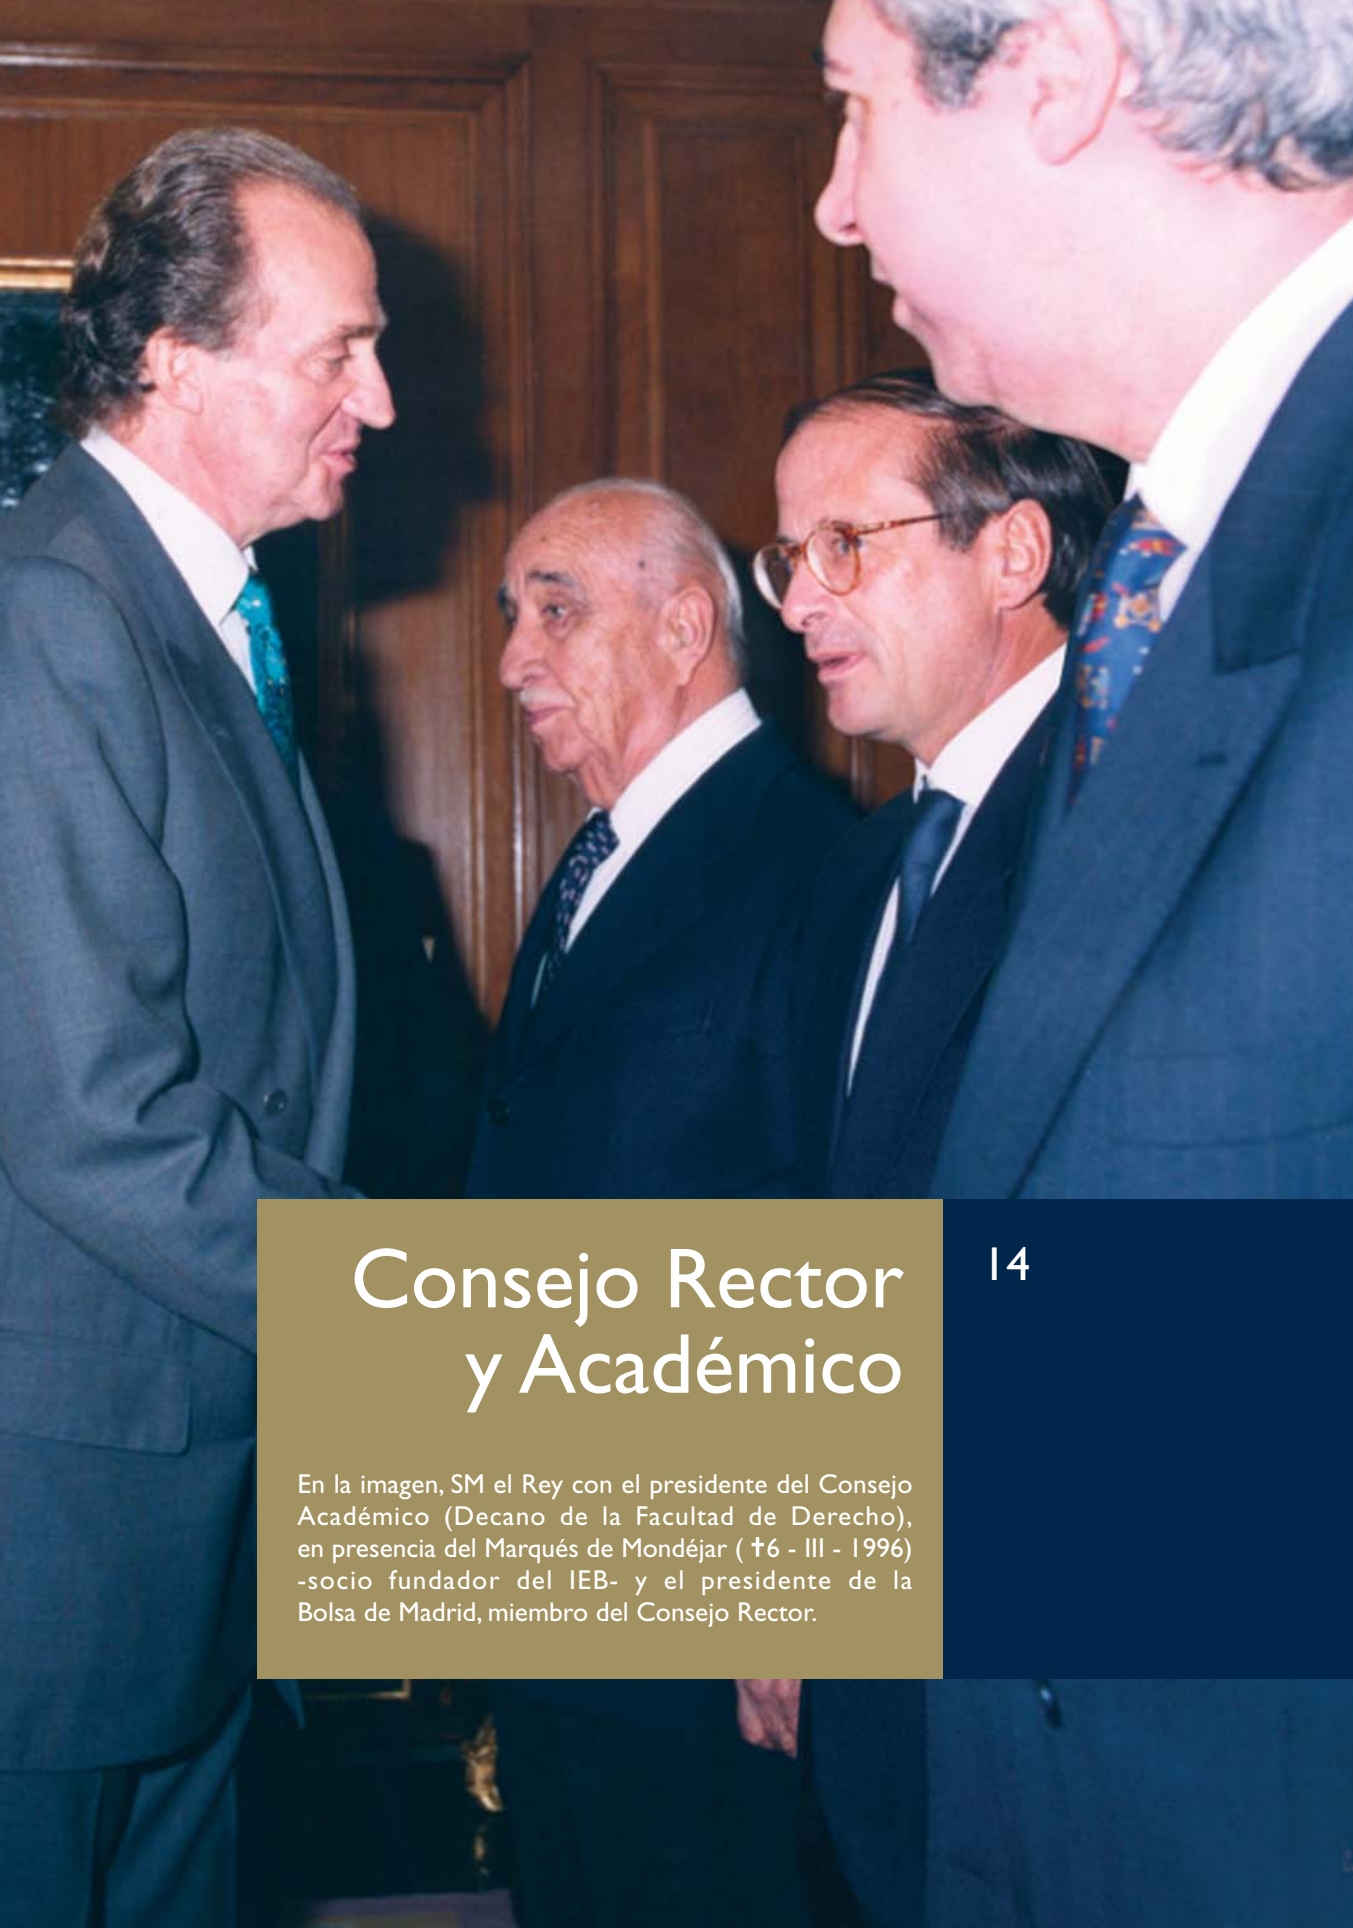 Consejo Rector
y Académico
14
En la imagen, SM el Rey con el presidente del Consejo
Académico (Decano de la Facultad de Derecho),
en presencia del Marqués de Mondéjar ( ✝6 - III - 1996)
-socio fundador del IEB- y el presidente de la
Bolsa de Madrid, miembro del Consejo Rector.